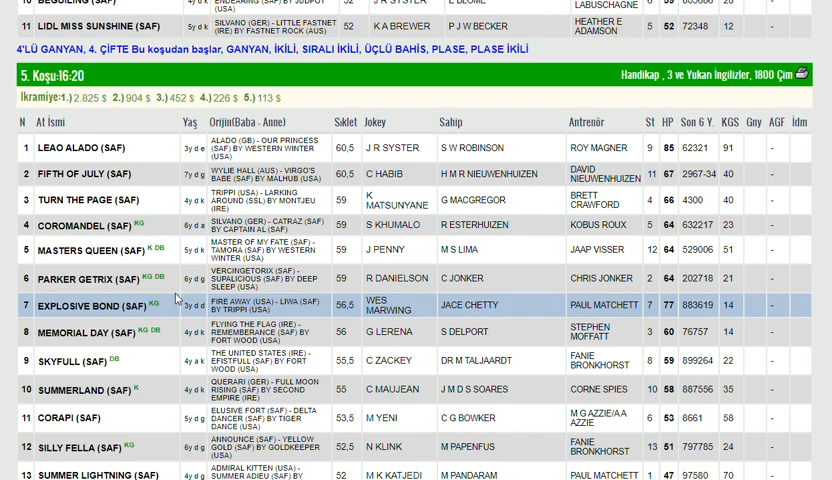 10 BEGUILING (SAF) 4y d k ENDEARING (SAF) BY JUDPOT (USA) 52 J R SYSTER E BLOME LABUSCHAGNE 6 59 803686 28
11 LIDL MISS SUNSHINE (SAF) 5y d k SILVANO (GER) - LITTLE FASTNET (IRE) BY FASTNET ROCK (AUS) 52 K A BREWER P J W BECKER HEATHER E ADAMSON 5 52 72348 12
4'LÜ GANYAN, 4. ÇİFTE Bu koşudan başlar, GANYAN, İKİLİ, SIRALI İKİLİ, ÜÇLÜ BAHİS, PLASE, PLASE İKİLİ
5. Koşu:16:20 Handikap , 3 ve Yukarı İngilizler, 1800 Çim
İkramiye:1.) 2.825 $ 2.) 904 $ 3.) 452 $ 4.) 226 $ 5.) 113 $
N At İsmi Yaş Orijin(Baba - Anne) Sıklet Jokey Sahip Antrenör St HP Son 6 Y. KGS Gny AGF İdm
1 LEAO ALADO (SAF) 3y d e ALADO (GB) - OUR PRINCESS (SAF) BY WESTERN WINTER (USA) 60,5 J R SYSTER S W ROBINSON ROY MAGNER 9 85 62321 91 -
2 FIFTH OF JULY (SAF) 7y d g WYLIE HALL (AUS) - VIRGO'S BABE (SAF) BY MALHUB (USA) 60,5 C HABIB H M R NIEUWENHUIZEN DAVID NIEUWENHUIZEN 11 67 2967-34 40 -
3 TURN THE PAGE (SAF) 4y d g TRIPPI (USA) - LARKING AROUND (SSL) BY MONTJEU (IRE) 59 K MATSUNYANE G MACGREGOR BRETT CRAWFORD 4 66 4300 40 -
4 COROMANDEL (SAF) KG 6y d a SILVANO (GER) - CATRAZ (SAF) BY CAPTAIN AL (SAF) 59 S KHUMALO R ESTERHUIZEN KOBUS ROUX 5 64 632217 23 -
5 MASTERS QUEEN (SAF) K DB 5y d k MASTER OF MY FATE (SAF) - TAMORA (SAF) BY WESTERN WINTER (USA) 59 J PENNY M S LIMA JAAP VISSER 12 64 529006 51 -
6 PARKER GETRIX (SAF) KG DB 6y d g VERCINGETORIX (SAF) - SUPALICIOUS (SAF) BY DEEP SLEEP (USA) 59 R DANIELSON C JONKER CHRIS JONKER 2 64 202718 21 -
7 EXPLOSIVE BOND (SAF) KG 3y d d FIRE AWAY (USA) - LIWA (SAF) BY TRIPPI (USA) 56,5 WES MARWING JACE CHETTY PAUL MATCHETT 7 77 883619 14 -
8 MEMORIAL DAY (SAF) KG DB 4y d k FLYING THE FLAG (IRE) - REMEMBERANCE (SAF) BY FORT WOOD (USA) 56 G LERENA S DELPORT STEPHEN MOFFATT 3 60 76757 14 -
9 SKYFULL (SAF) DB 4y a k THE UNITED STATES (IRE) - EFISTFULL (SAF) BY FORT WOOD (USA) 55,5 C ZACKEY DR M TALJAARDT FANIE BRONKHORST 8 59 899264 22 -
10 SUMMERLAND (SAF) K 4y d k QUERARI (GER) - FULL MOON RISING (SAF) BY SECOND EMPIRE (IRE) 55 C MAUJEAN J M D S SOARES CORNE SPIES 10 58 887556 35 -
11 CORAPI (SAF) 5y d g ELUSIVE FORT (SAF) - DELTA DANCER (SAF) BY TIGER DANCE (USA) 53,5 M YENI C G BOWKER M G AZZIE/A A AZZIE 6 53 8661 58 -
12 SILLY FELLA (SAF) KG 6y d g ANNOUNCE (SAF) - YELLOW GOLD (SAF) BY GOLDKEEPER (USA) 52,5 N KLINK M PAPENFUS FANIE BRONKHORST 13 51 797785 24 -
13 SUMMER LIGHTNING (SAF) 4y d g ADMIRAL KITTEN (USA) - SUMMER ADIEU (SAF) BY 52 M K KATJEDI M PANDARAM PAUL MATCHETT 1 47 97580 70 -